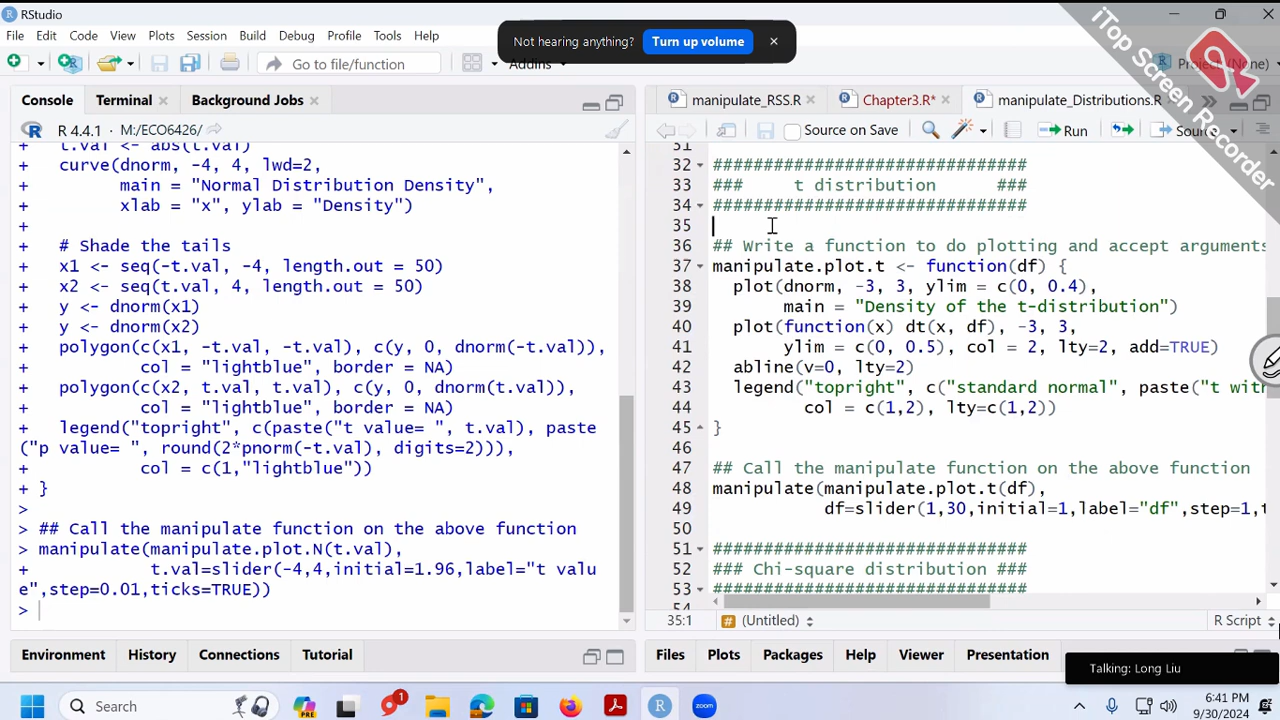 RStudio
File Edit Code View Plots Session Build Debug Profile Tools Help
Not hearing anything? Turn up volume
Go to file/function
Addins
Project: (None)
iTop Screen Recorder
Console Terminal Background Jobs
R 4.4.1 · M:/ECO6426/
+ t.val <- abs(t.val)
+ curve(dnorm, -4, 4, lwd=2,
+ main = "Normal Distribution Density",
+ xlab = "x", ylab = "Density")
+
+ # Shade the tails
+ x1 <- seq(-t.val, -4, length.out = 50)
+ x2 <- seq(t.val, 4, length.out = 50)
+ y <- dnorm(x1)
+ y <- dnorm(x2)
+ polygon(c(x1, -t.val, -t.val), c(y, 0, dnorm(-t.val)),
+ col = "lightblue", border = NA)
+ polygon(c(x2, t.val, t.val), c(y, 0, dnorm(t.val)),
+ col = "lightblue", border = NA)
+ legend("topright", c(paste("t value= ", t.val), paste
("p value= ", round(2*pnorm(-t.val), digits=2))),
+ col = c(1,"lightblue"))
+ }
>
> ## Call the manipulate function on the above function
> manipulate(manipulate.plot.N(t.val),
+ t.val=slider(-4,4,initial=1.96,label="t valu
e",step=0.01,ticks=TRUE))
>
Environment History Connections Tutorial
manipulate_RSS.R Chapter3.R* manipulate_Distributions.R
Source on Save Run
31
32 ##############################
33 ### t distribution ###
34 ##############################
35
36 ## Write a function to do plotting and accept arguments
37 manipulate.plot.t <- function(df) {
38 plot(dnorm, -3, 3, ylim = c(0, 0.4),
39 main = "Density of the t-distribution")
40 plot(function(x) dt(x, df), -3, 3,
41 ylim = c(0, 0.5), col = 2, lty=2, add=TRUE)
42 abline(v=0, lty=2)
43 legend("topright", c("standard normal", paste("t with
44 col = c(1,2), lty=c(1,2))
45 }
46
47 ## Call the manipulate function on the above function
48 manipulate(manipulate.plot.t(df),
49 df=slider(1,30,initial=1,label="df",step=1,t
50
51 ##############################
52 ### Chi-square distribution ###
53 ##############################
54
35:1 (Untitled) R Script
Files Plots Packages Help Viewer Presentation
Talking: Long Liu
Search
PRE
1
zoom
6:41 PM
9/30/2024